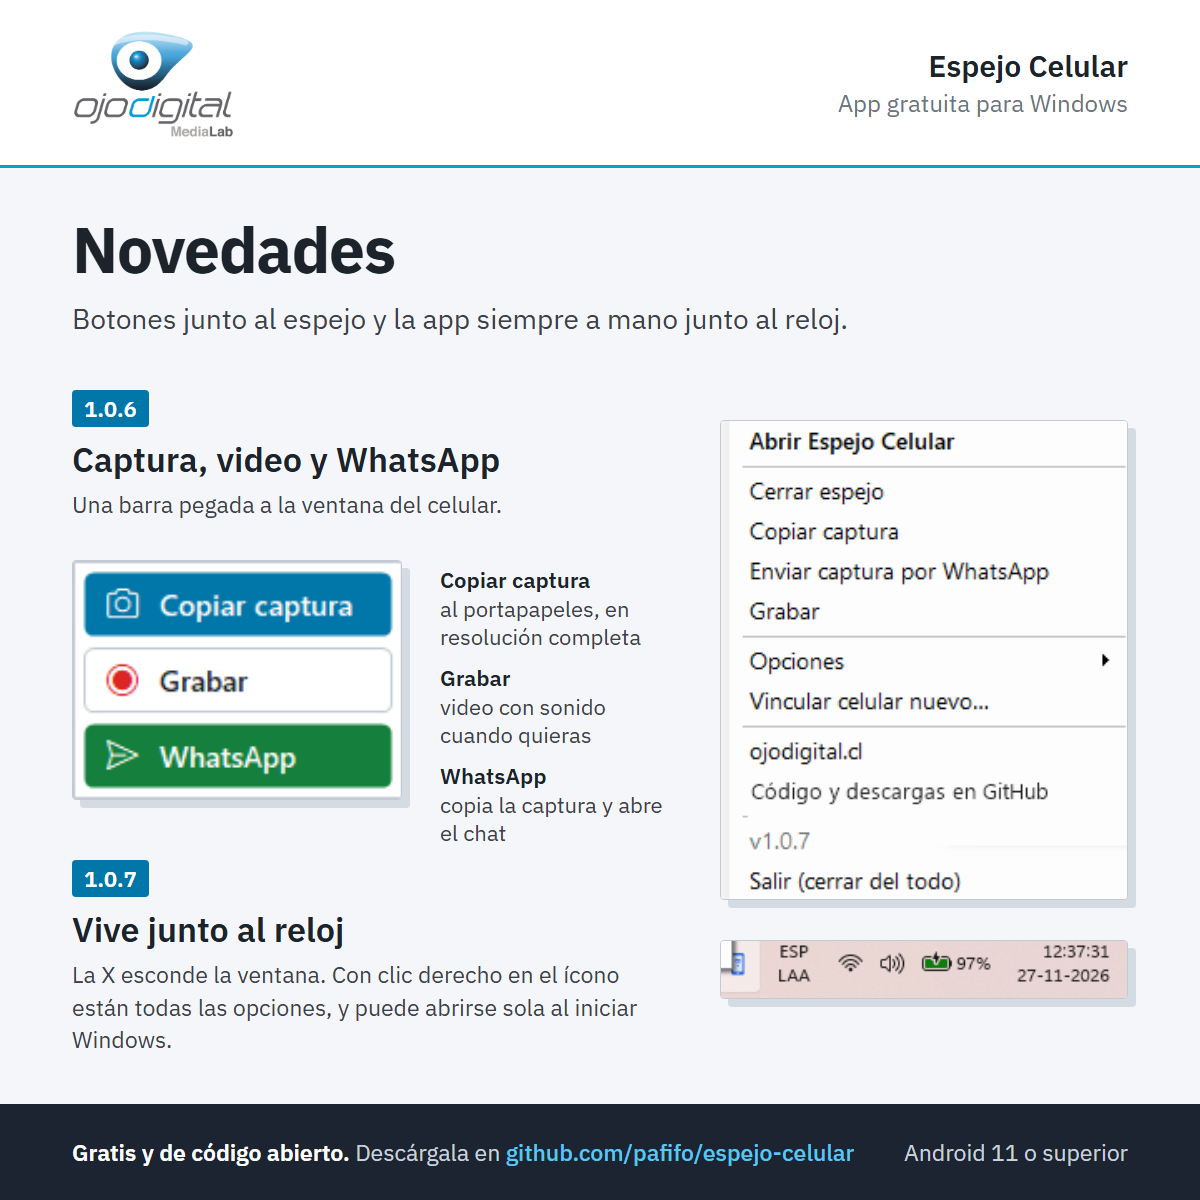 ojodigital
MediaLab
Espejo Celular
App gratuita para Windows
Novedades
Botones junto al espejo y la app siempre a mano junto al reloj.
1.0.6
Captura, video y WhatsApp
Una barra pegada a la ventana del celular.
Copiar captura
Grabar
WhatsApp
Copiar captura
al portapapeles, en
resolución completa
Grabar
video con sonido
cuando quieras
WhatsApp
copia la captura y abre
el chat
1.0.7
Vive junto al reloj
La X esconde la ventana. Con clic derecho en el ícono
están todas las opciones, y puede abrirse sola al iniciar
Windows.
Abrir Espejo Celular
Cerrar espejo
Copiar captura
Enviar captura por WhatsApp
Grabar
Opciones
Vincular celular nuevo...
ojodigital.cl
Código y descargas en GitHub
v1.0.7
Salir (cerrar del todo)
ESP
LAA
97%
12:37:31
27-11-2026
Gratis y de código abierto. Descárgala en github.com/pafifo/espejo-celular
Android 11 o superior